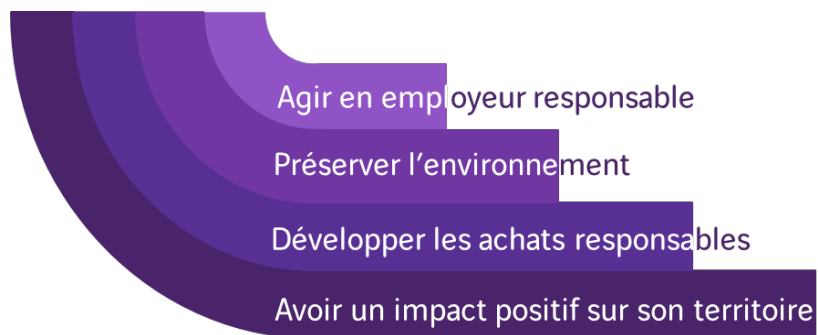 Agir en employeur responsable
Préserver l'environnement
Développer les achats responsables
Avoir un impact positif sur son territoire